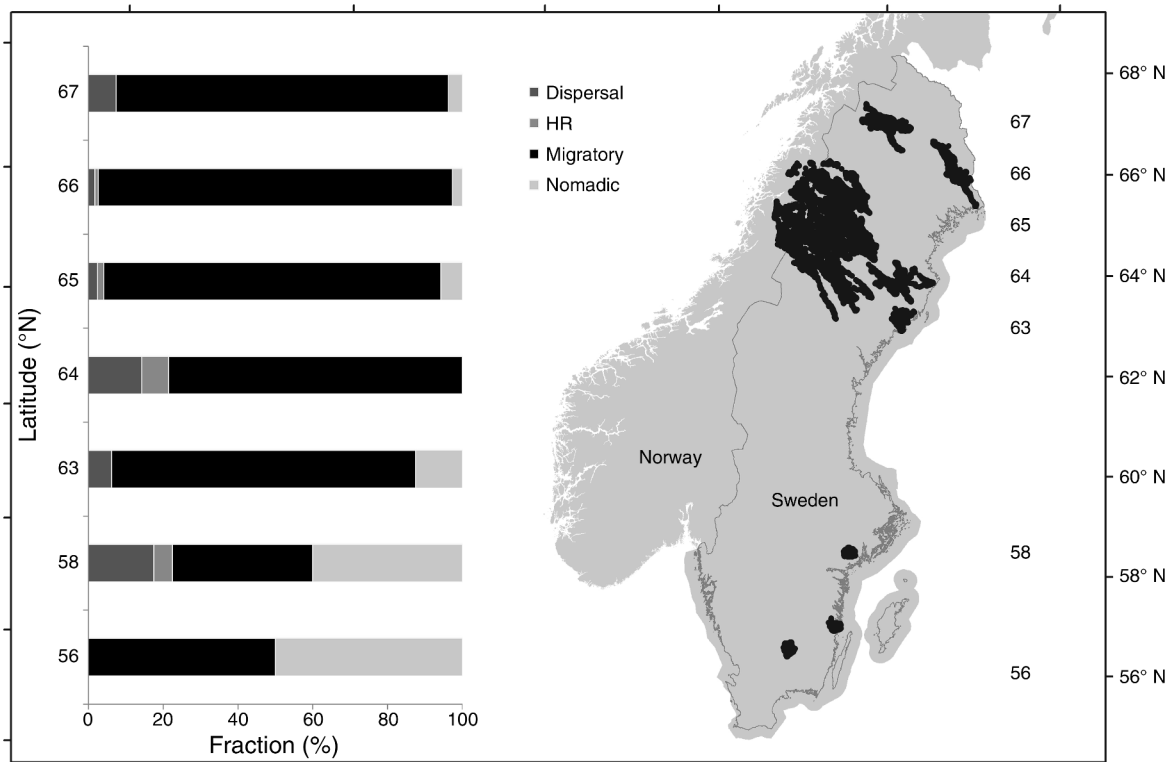 67
66
65
64
63
58
56
Latitude (°N)
0 20 40 60 80 100
Fraction (%)
Dispersal
HR
Migratory
Nomadic
Norway
Sweden
67
66
65
64
63
58
56
68° N
66° N
64° N
62° N
60° N
58° N
56° N